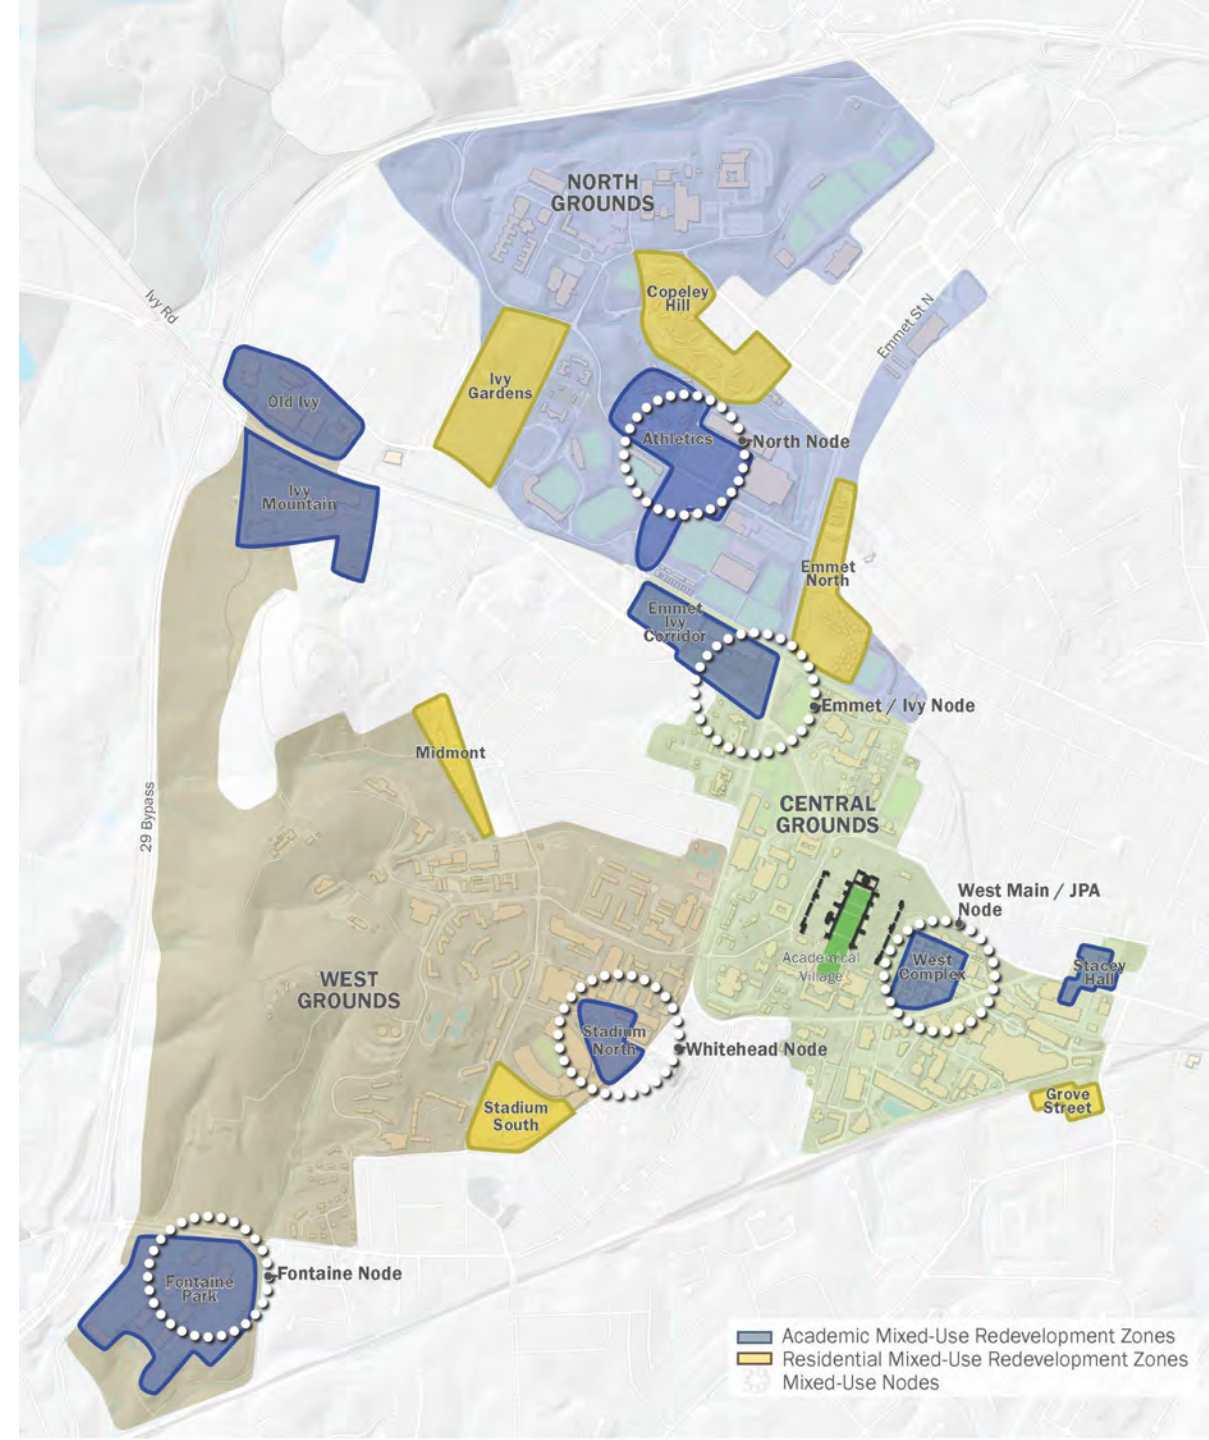 NORTH
GROUNDS
Copeley
Hill
Ivy Rd
Emmet St N
Ivy
Gardens
Old Ivy
Athletics
North Node
Ivy
Mountain
Emmet
North
Emmet
Ivy
Corridor
Emmet / Ivy Node
Midmont
29 Bypass
CENTRAL
GROUNDS
West Main / JPA
Node
Academical
Village
West
Complex
Stacey
Hall
WEST
GROUNDS
Stadium
North
Whitehead Node
Stadium
South
Grove
Street
Fontaine Node
Fontaine
Park
Academic Mixed-Use Redevelopment Zones
Residential Mixed-Use Redevelopment Zones
Mixed-Use Nodes